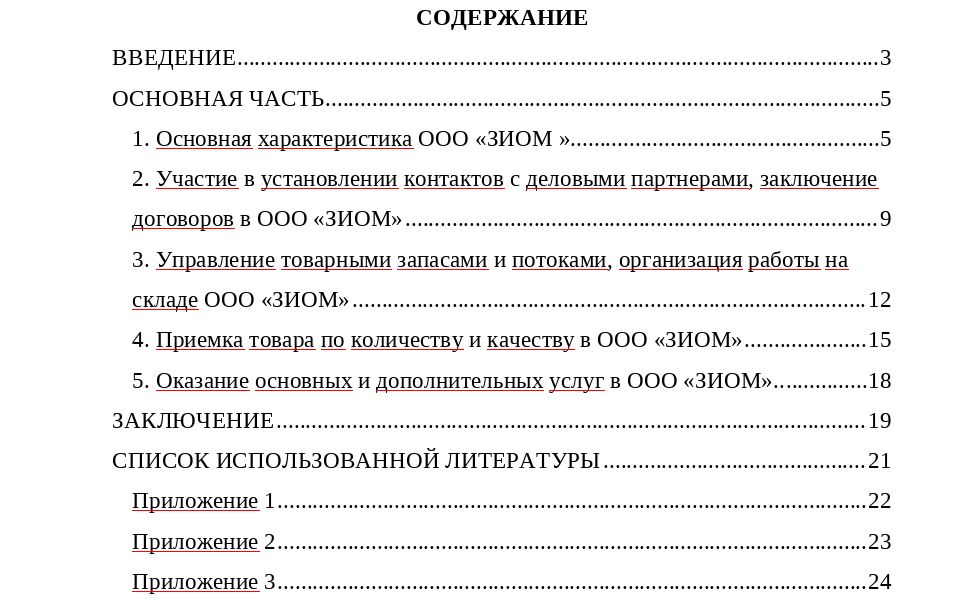 СОДЕРЖАНИЕ
ВВЕДЕНИЕ........................................................................................................3
ОСНОВНАЯ ЧАСТЬ........................................................................................5
1. Основная характеристика ООО «ЗИОМ »..................................................5
2. Участие в установлении контактов с деловыми партнерами, заключение
договоров в ООО «ЗИОМ»..............................................................................9
3. Управление товарными запасами и потоками, организация работы на
складе ООО «ЗИОМ»....................................................................................12
4. Приемка товара по количеству и качеству в ООО «ЗИОМ»....................15
5. Оказание основных и дополнительных услуг в ООО «ЗИОМ»...............18
ЗАКЛЮЧЕНИЕ................................................................................................19
СПИСОК ИСПОЛЬЗОВАННОЙ ЛИТЕРАТУРЫ..........................................21
Приложение 1..................................................................................................22
Приложение 2..................................................................................................23
Приложение 3..................................................................................................24